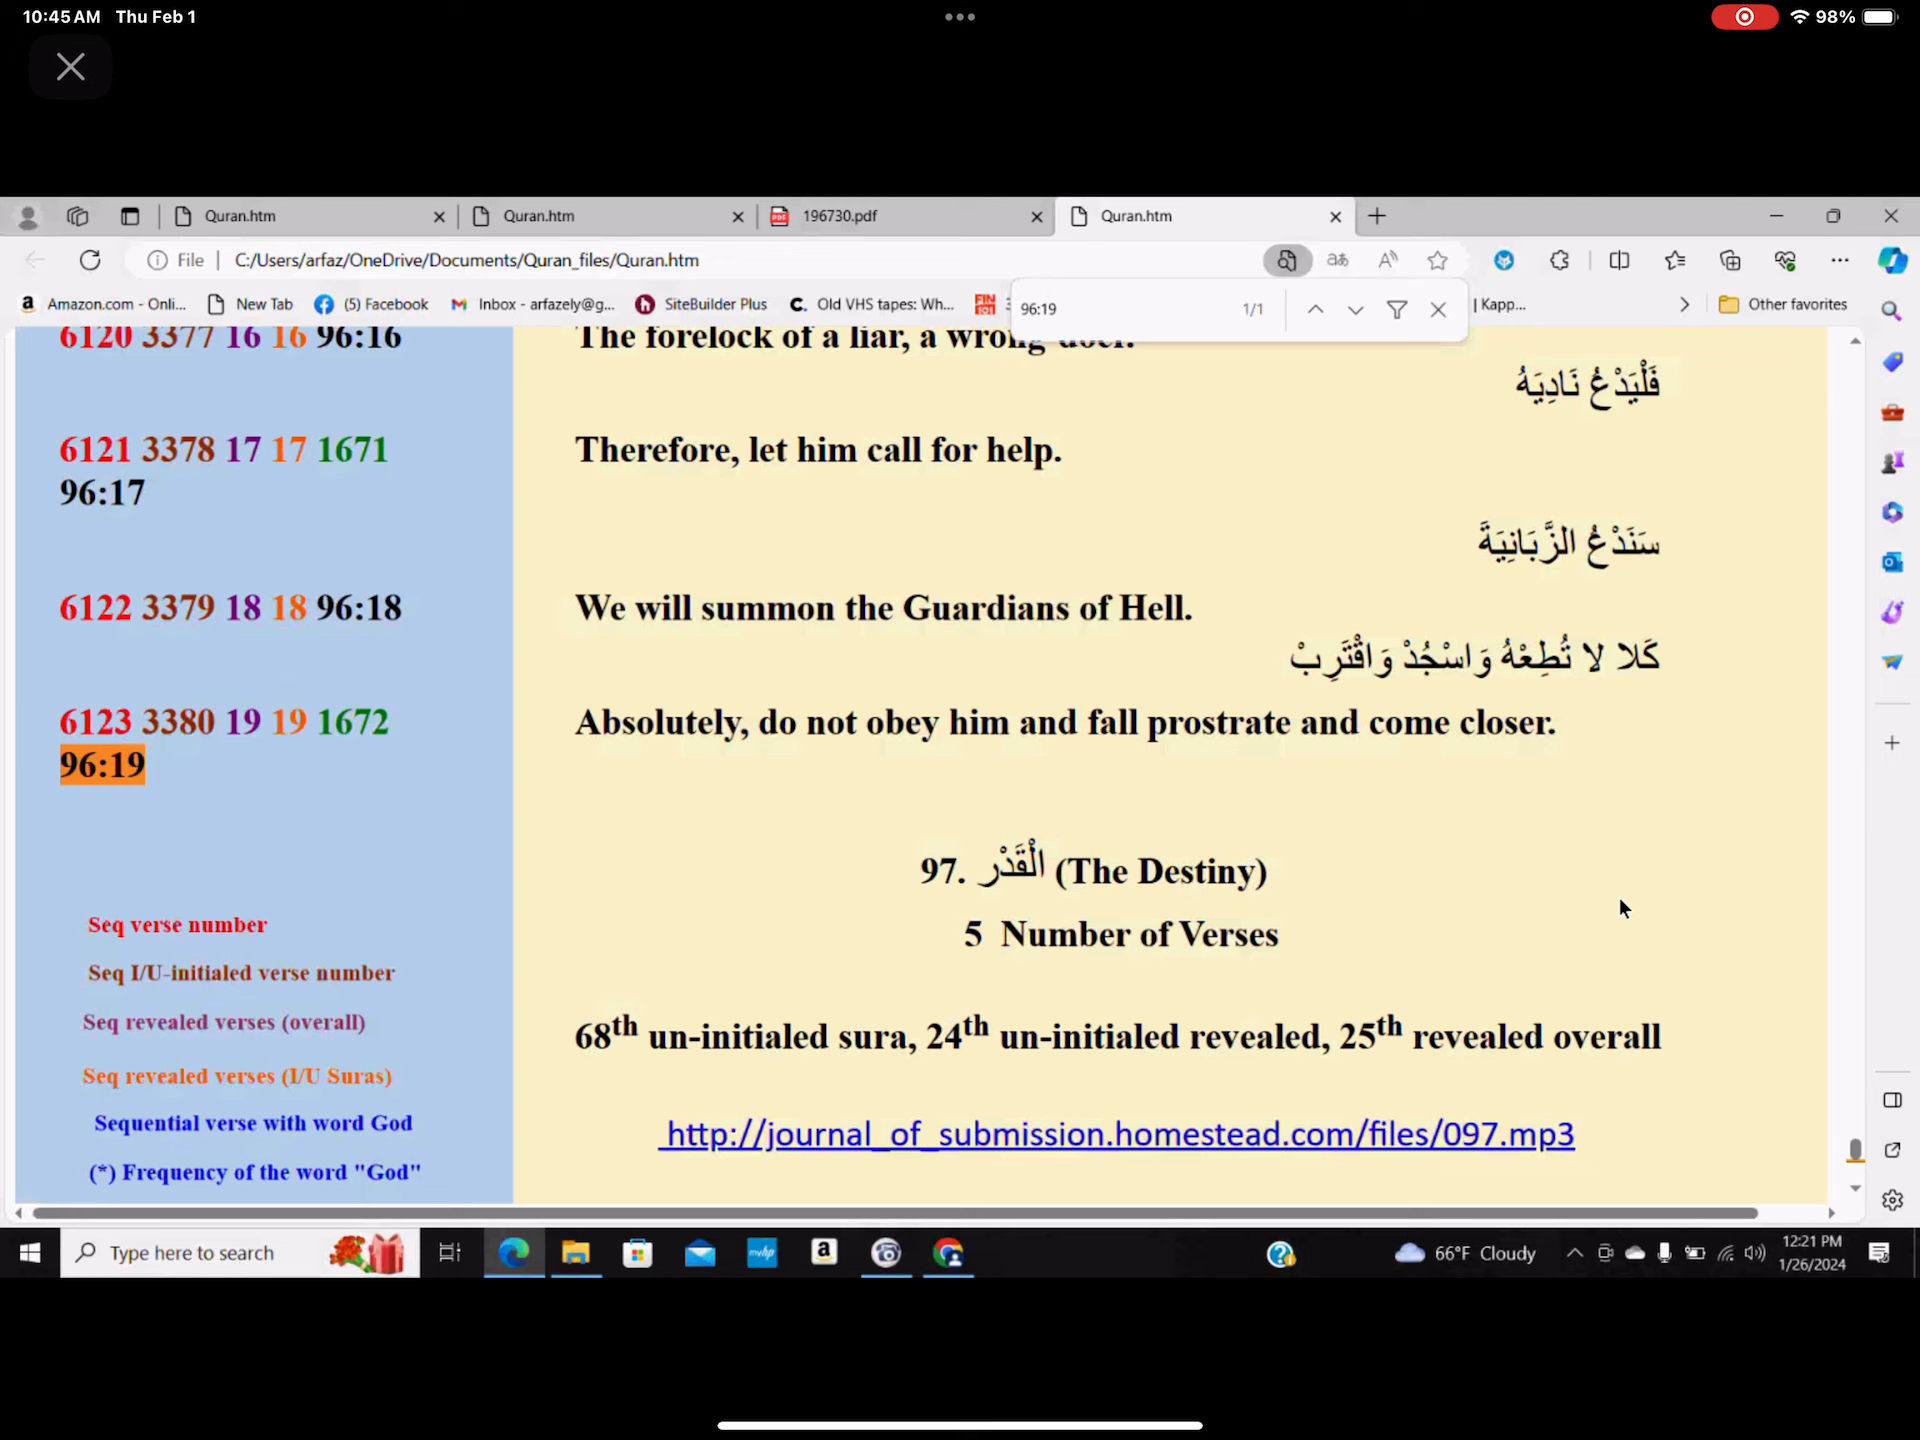 10:45 AM Thu Feb 1
98%
Quran.htm
Quran.htm
196730.pdf
Quran.htm
File C:/Users/arfaz/OneDrive/Documents/Quran_files/Quran.htm
Amazon.com - Onli...
New Tab
(5) Facebook
Inbox - arfazely@g...
SiteBuilder Plus
Old VHS tapes: Wh...
96:19 1/1
Kapp...
Other favorites
6120 3377 16 16 96:16 The forelock of a liar, a wrong doer.
فَلْيَدْعُ نَادِيَهُ
6121 3378 17 17 1671 Therefore, let him call for help.
96:17
سَنَدْعُ الزَّبَانِيَةَ
6122 3379 18 18 96:18 We will summon the Guardians of Hell.
كَلا لا تُطِعْهُ وَاسْجُدْ وَاقْتَرِبْ
6123 3380 19 19 1672 Absolutely, do not obey him and fall prostrate and come closer.
96:19
97. الْقَدْر (The Destiny)
5 Number of Verses
68th un-initialed sura, 24th un-initialed revealed, 25th revealed overall
http://journal_of_submission.homestead.com/files/097.mp3
Seq verse number
Seq I/U-initialed verse number
Seq revealed verses (overall)
Seq revealed verses (I/U Suras)
Sequential verse with word God
(*) Frequency of the word "God"
Type here to search
66°F Cloudy
12:21 PM
1/26/2024